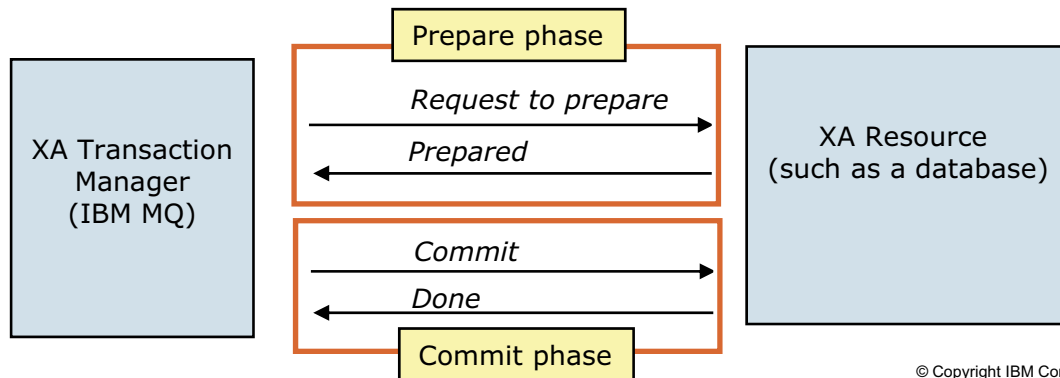 Prepare phase
Request to prepare
Prepared
XA Transaction
Manager
(IBM MQ)
XA Resource
(such as a database)
Commit
Done
Commit phase
© Copyright IBM